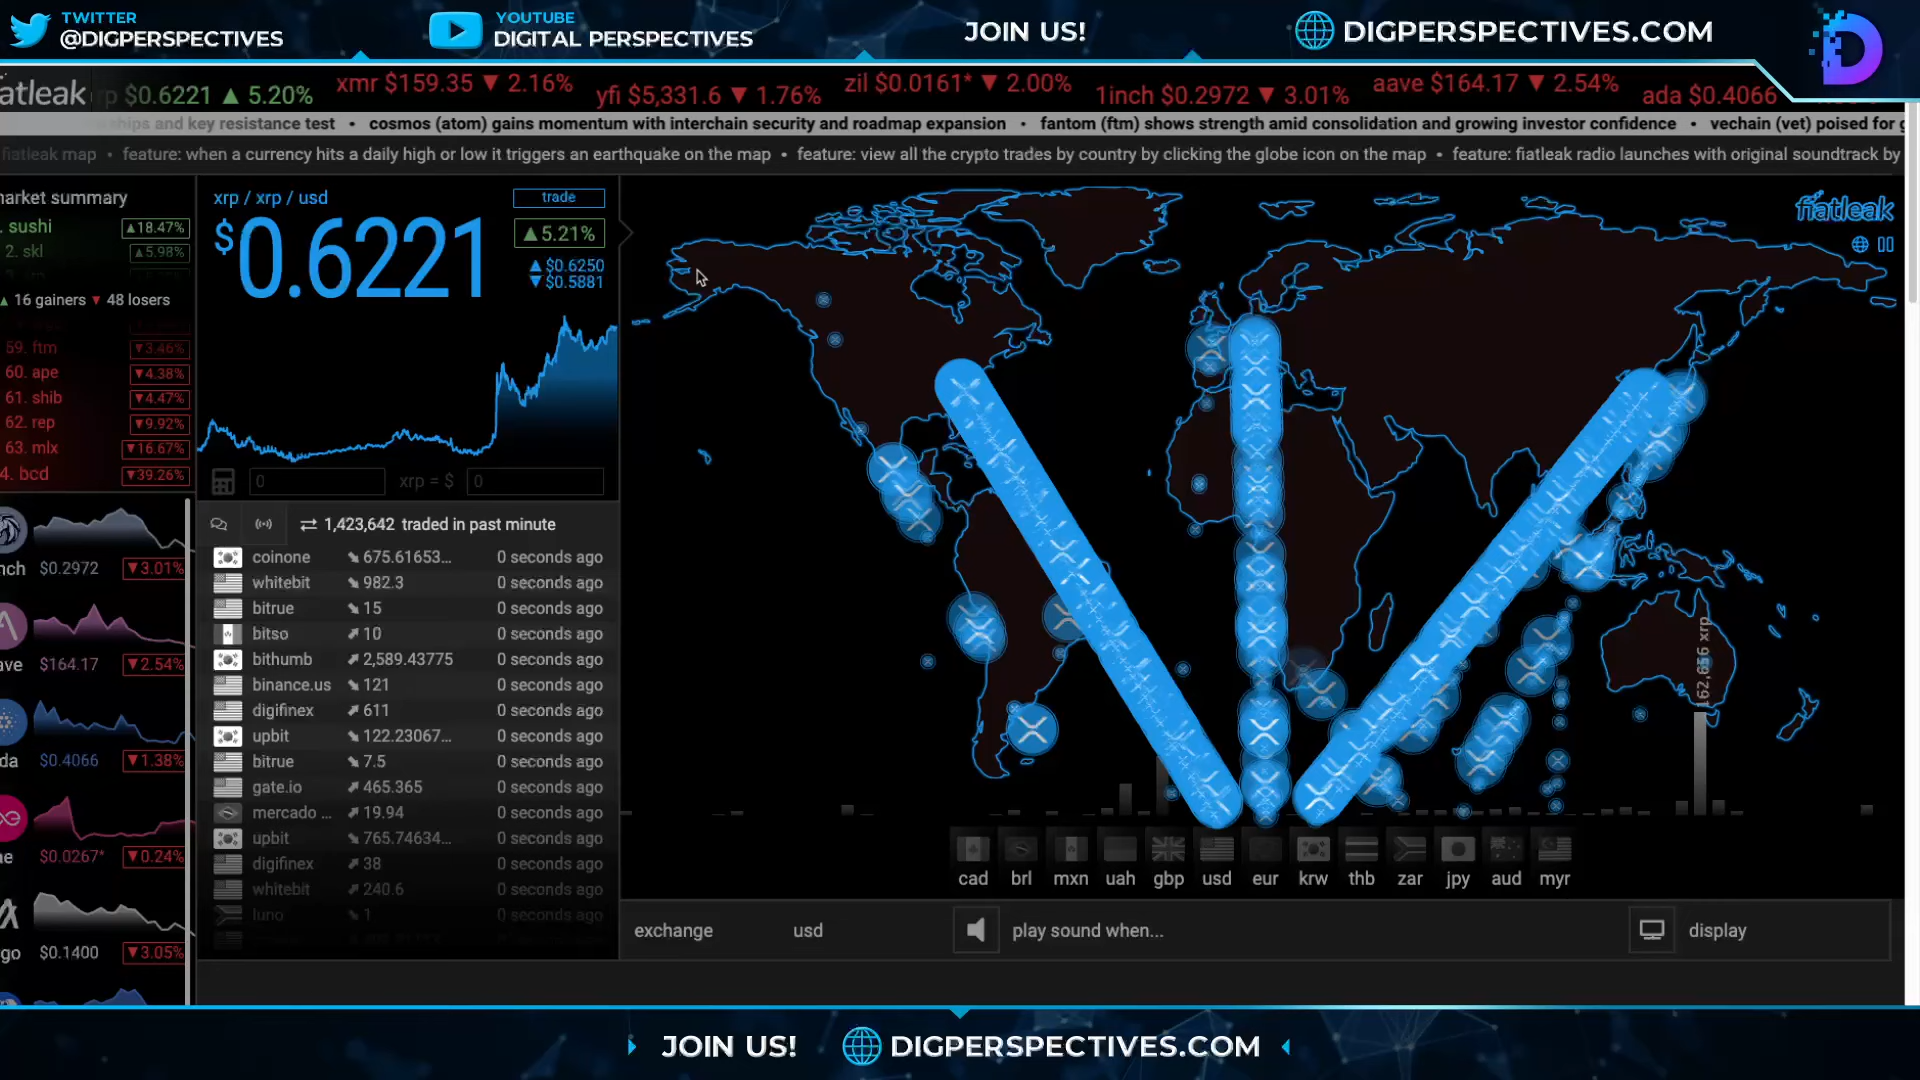 TWITTER
@DIGPERSPECTIVES
YOUTUBE
DIGITAL PERSPECTIVES
JOIN US!
DIGPERSPECTIVES.COM
atleak
$0.6221 ▲ 5.20%
xmr $159.35 ▼ 2.16%
yfi $5,331.6 ▼ 1.76%
zil $0.0161* ▼ 2.00%
1inch $0.2972 ▼ 3.01%
aave $164.17 ▼ 2.54%
ada $0.4066
and key resistance test • cosmos (atom) gains momentum with interchain security and roadmap expansion • fantom (ftm) shows strength amid consolidation and growing investor confidence • vechain (vet) poised for
fiatleak map • feature: when a currency hits a daily high or low it triggers an earthquake on the map • feature: view all the crypto trades by country by clicking the globe icon on the map • feature: fiatleak radio launches with original soundtrack by
arket summary
. sushi ▲18.47%
2. skl ▲5.98%
▲ 16 gainers ▼ 48 losers
59. ftm ▼3.46%
60. ape ▼4.38%
61. shib ▼4.47%
62. rep ▼9.92%
63. mlx ▼16.67%
4. bcd ▼39.26%
nch $0.2972 ▼3.01%
ave $164.17 ▼2.54%
da $0.4066 ▼1.38%
ae $0.0267* ▼0.24%
go $0.1400 ▼3.05%
xrp / xrp / usd
trade
$0.6221
▲5.21%
▲ $0.6250
▼ $0.5881
0 xrp = $ 0
1,423,642 traded in past minute
coinone 675.61653... 0 seconds ago
whitebit 982.3 0 seconds ago
bitrue 15 0 seconds ago
bitso 10 0 seconds ago
bithumb 2,589.43775 0 seconds ago
binance.us 121 0 seconds ago
digifinex 611 0 seconds ago
upbit 122.23067... 0 seconds ago
bitrue 7.5 0 seconds ago
gate.io 465.365 0 seconds ago
mercado ... 19.94 0 seconds ago
upbit 765.74634... 0 seconds ago
digifinex 38 0 seconds ago
whitebit 240.6 0 seconds ago
luno 1 0 seconds ago
fiatleak
162,656 xrp
cad brl mxn uah gbp usd eur krw thb zar jpy aud myr
exchange usd play sound when... display
JOIN US! DIGPERSPECTIVES.COM